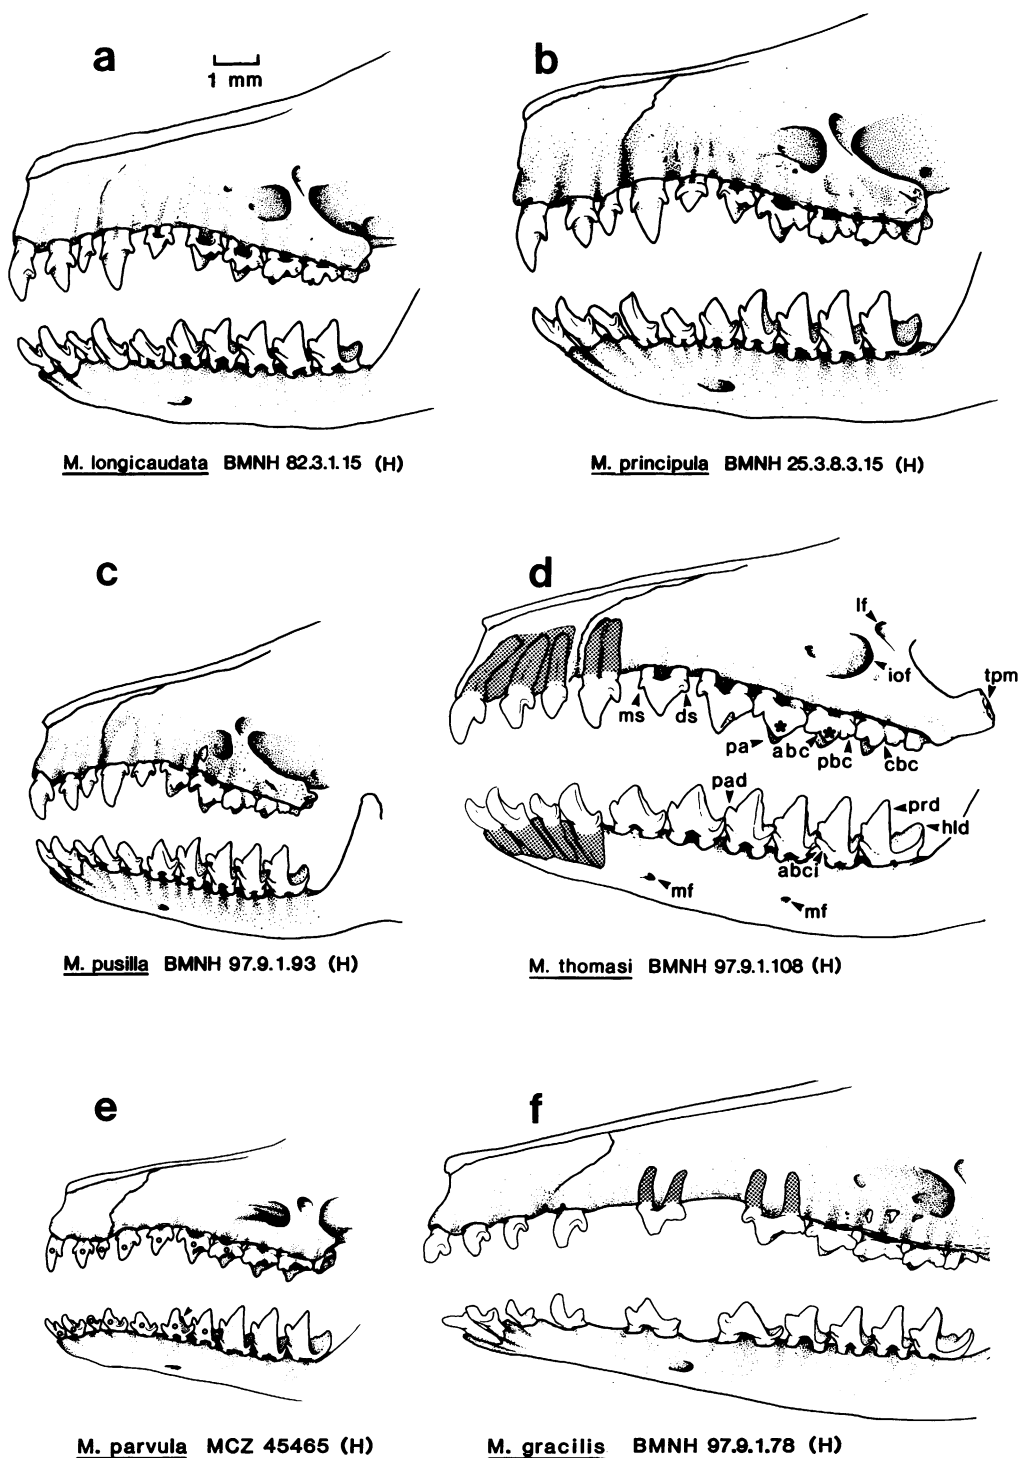 a
1 mm
b
M. longicaudata BMNH 82.3.1.15 (H)
M. principula BMNH 25.3.8.3.15 (H)
c
d
lf
iof
tpm
ms
ds
pa
abc
pbc
cbc
pad
prd
hld
abci
mf
mf
M. pusilla BMNH 97.9.1.93 (H)
M. thomasi BMNH 97.9.1.108 (H)
e
f
M. parvula MCZ 45465 (H)
M. gracilis BMNH 97.9.1.78 (H)